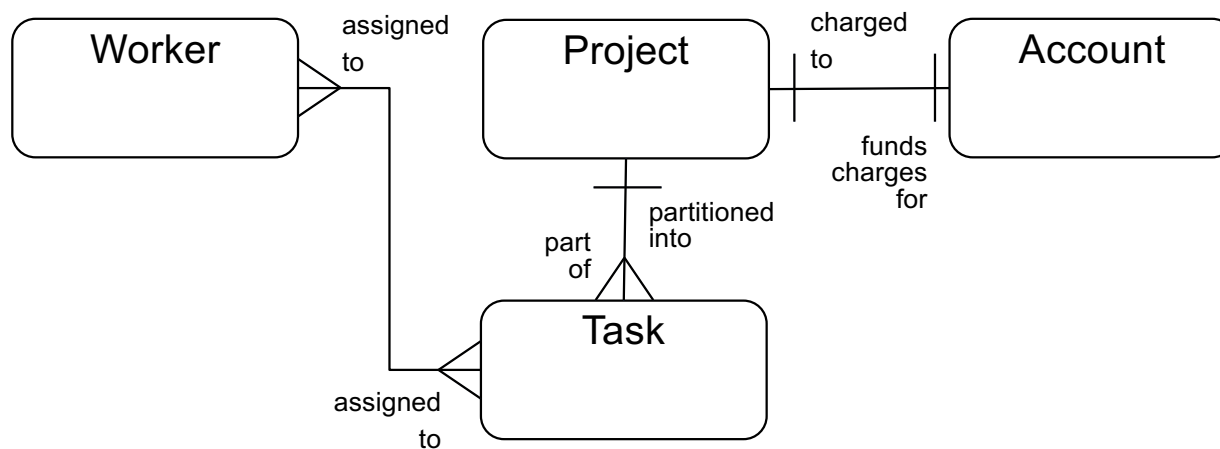 Worker
assigned
to
Project
charged
to
Account
funds
charges
for
partitioned
into
part
of
Task
assigned
to